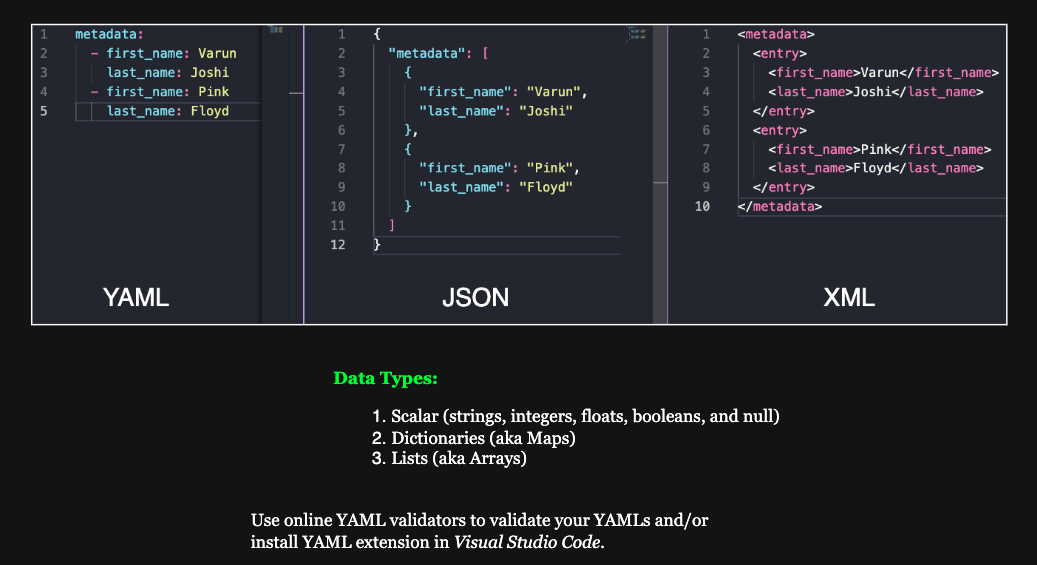 1 metadata:
2   - first_name: Varun
3     last_name: Joshi
4   - first_name: Pink
5     last_name: Floyd
YAML
1 {
2   "metadata": [
3     {
4       "first_name": "Varun",
5       "last_name": "Joshi"
6     },
7     {
8       "first_name": "Pink",
9       "last_name": "Floyd"
10     }
11   ]
12 }
JSON
1 <metadata>
2   <entry>
3     <first_name>Varun</first_name>
4     <last_name>Joshi</last_name>
5   </entry>
6   <entry>
7     <first_name>Pink</first_name>
8     <last_name>Floyd</last_name>
9   </entry>
10 </metadata>
XML
Data Types:
1. Scalar (strings, integers, floats, booleans, and null)
2. Dictionaries (aka Maps)
3. Lists (aka Arrays)
Use online YAML validators to validate your YAMLs and/or
install YAML extension in Visual Studio Code.